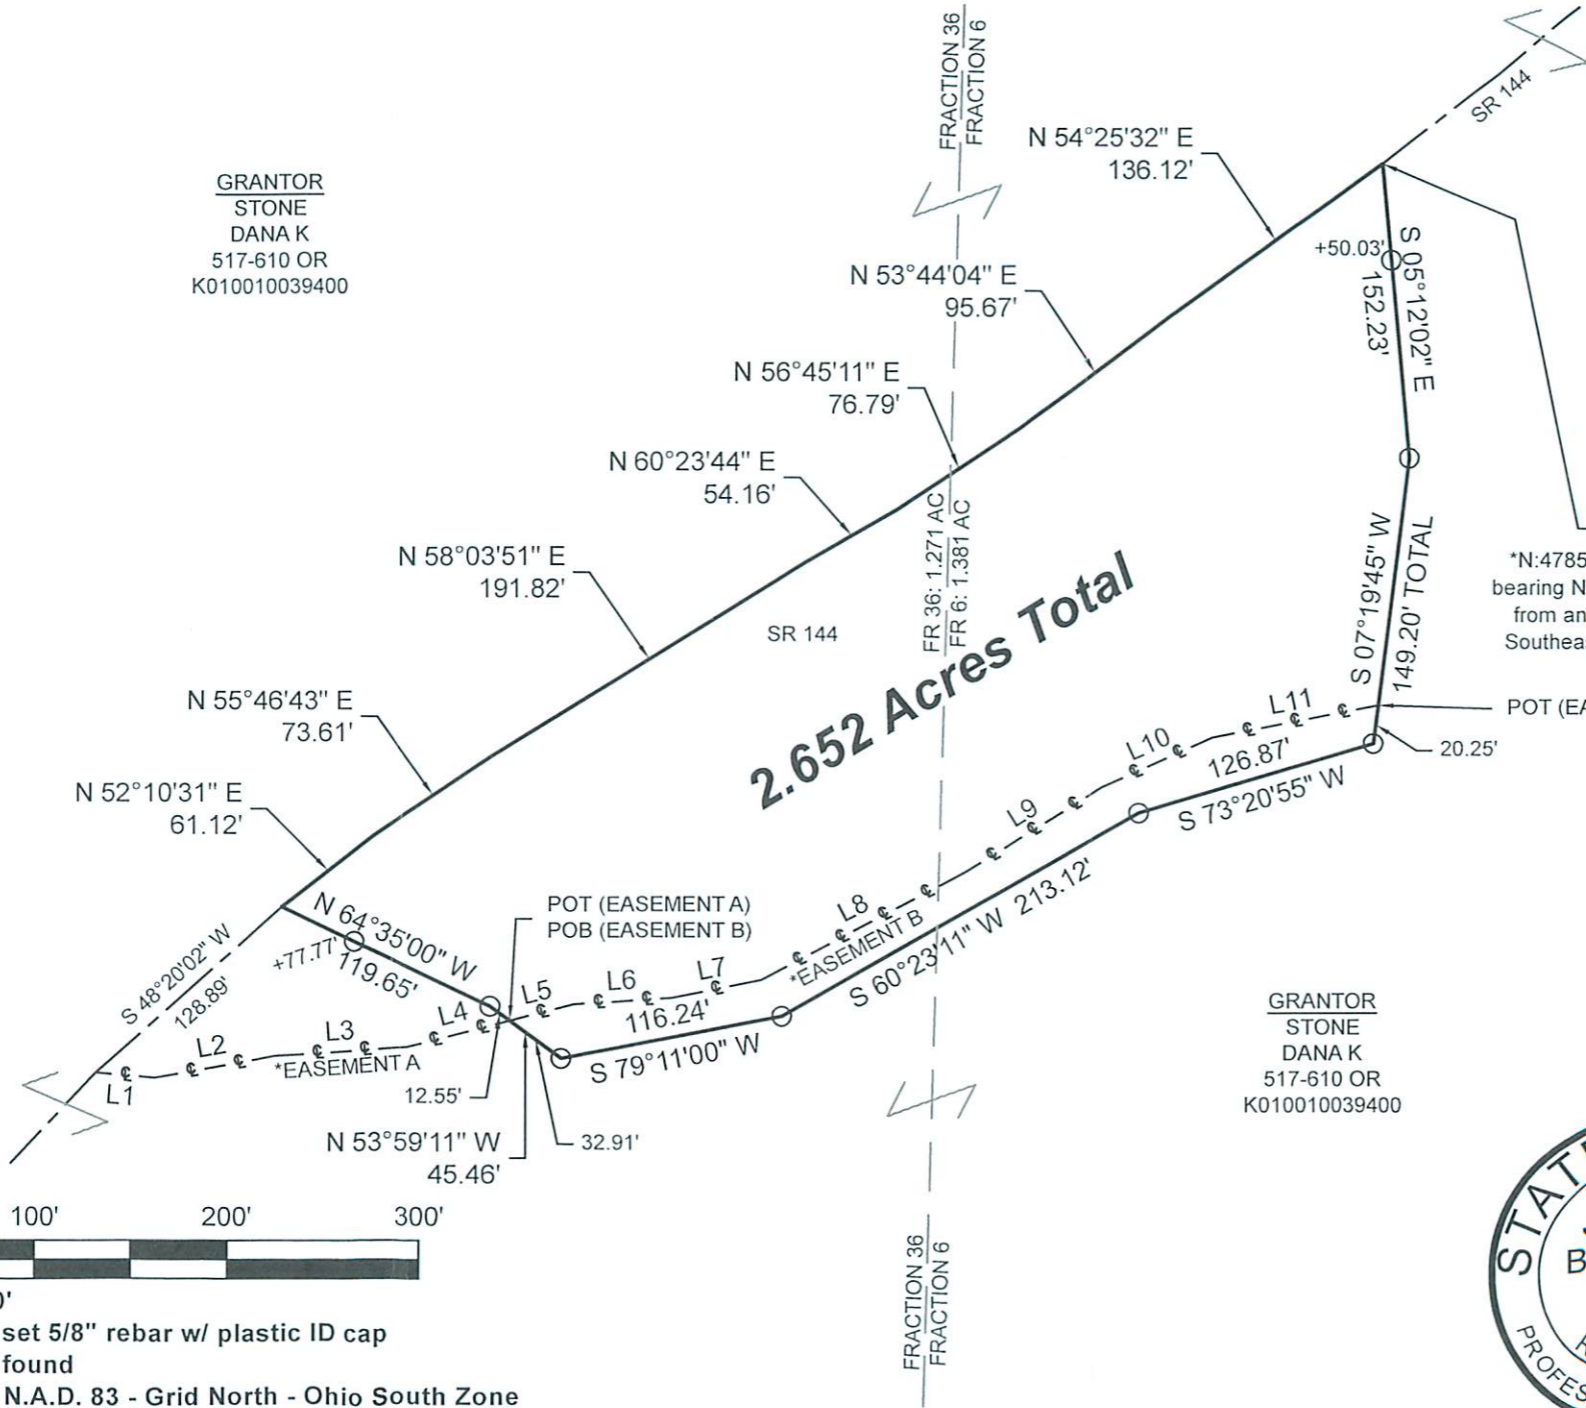 FRACTION 36
FRACTION 6
SR 144
GRANTOR
STONE
DANA K
517-610 OR
K010010039400
N 54°25'32" E
136.12'
+50.03'
S 05°12'02" E
152.23'
N 53°44'04" E
95.67'
N 56°45'11" E
76.79'
N 60°23'44" E
54.16'
N 58°03'51" E
191.82'
FR 36: 1.271 AC
FR 6: 1.381 AC
SR 144
2.652 Acres Total
S 07°19'45" W
149.20' TOTAL
*N:4785
bearing N
from an
Southeas
N 55°46'43" E
73.61'
N 52°10'31" E
61.12'
POT (EA
20.25'
L11
L10
126.87'
S 73°20'55" W
L9
N 64°35'00" W
+77.77'
119.65'
POT (EASEMENT A)
POB (EASEMENT B)
L8
*EASEMENT B
S 60°23'11" W 213.12'
S 48°20'02" W
128.89'
L7
L6
L5
L4
116.24'
S 79°11'00" W
L3
L2
L1
*EASEMENT A
12.55'
N 53°59'11" W
45.46'
32.91'
GRANTOR
STONE
DANA K
517-610 OR
K010010039400
100' 200' 300'
0'
set 5/8" rebar w/ plastic ID cap
found
N.A.D. 83 - Grid North - Ohio South Zone
FRACTION 36
FRACTION 6
STAT
B
PROFES